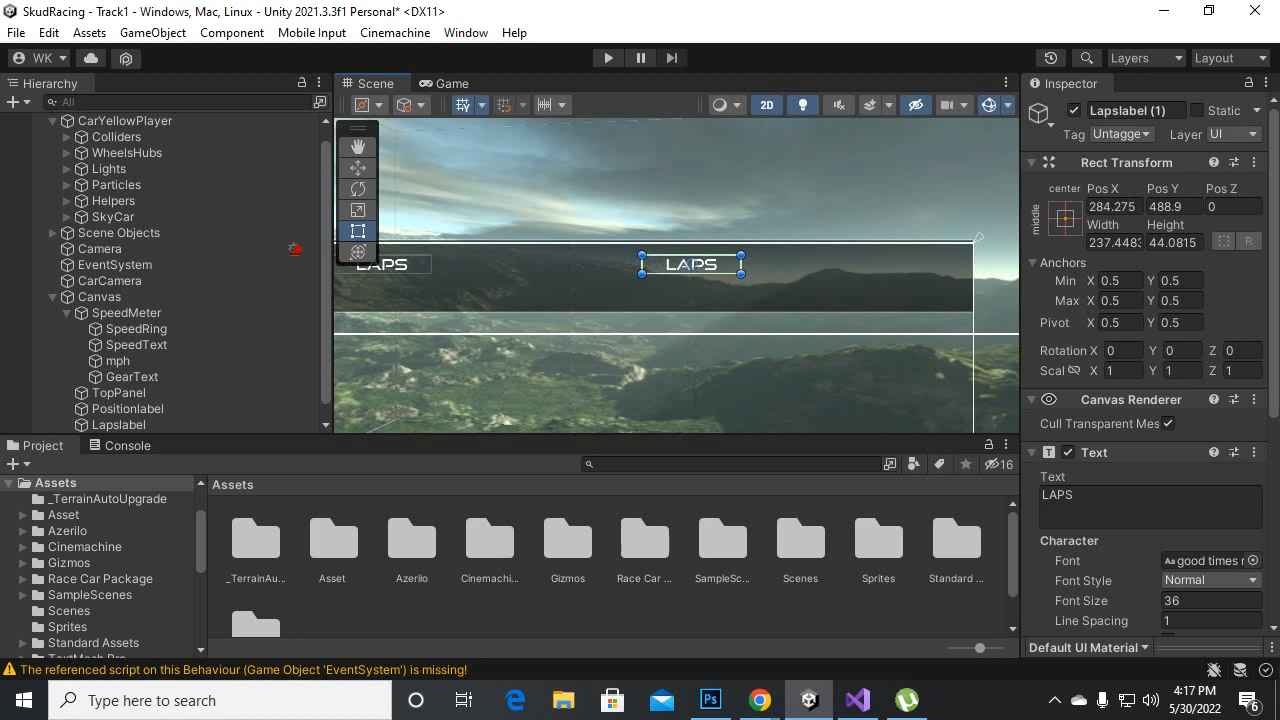 SkudRacing - Track1 - Windows, Mac, Linux - Unity 2021.3.3f1 Personal* <DX11>
File Edit Assets GameObject Component Mobile Input Cinemachine Window Help
WK Layers Layout
Hierarchy Scene Game Inspector
All 2D Lapslabel (1) Static
Tag Untagge Layer UI
CarYellowPlayer
Colliders
WheelsHubs
Lights
Particles
Helpers
SkyCar
Scene Objects
Camera
EventSystem
CarCamera
Canvas
SpeedMeter
SpeedRing
SpeedText
mph
GearText
TopPanel
Positionlabel
Lapslabel
LAPS LAPS
Rect Transform
center Pos X Pos Y Pos Z
middle 284.275 488.9 0
Width Height
237.448 44.0815
R
Anchors
Min X 0.5 Y 0.5
Max X 0.5 Y 0.5
Pivot X 0.5 Y 0.5
Rotation X 0 Y 0 Z 0
Scal X 1 Y 1 Z 1
Canvas Renderer
Cull Transparent Mes
Text
Text
LAPS
Character
Font Aa good times r
Font Style Normal
Font Size 36
Line Spacing 1
Default UI Material
Project Console
16
Assets
_TerrainAutoUpgrade
Asset
Azerilo
Cinemachine
Gizmos
Race Car Package
SampleScenes
Scenes
Sprites
Standard Assets
Assets
_TerrainAu... Asset Azerilo Cinemachi... Gizmos Race Car ... SampleSc... Scenes Sprites Standard ...
The referenced script on this Behaviour (Game Object 'EventSystem') is missing!
Type here to search
Ps
4:17 PM
5/30/2022
6